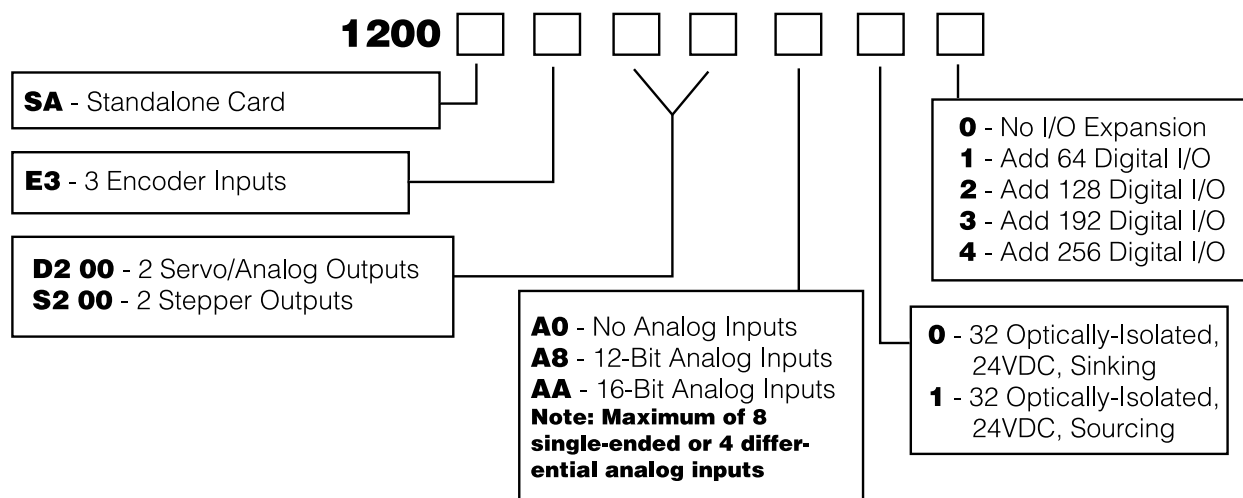 1200
SA - Standalone Card
E3 - 3 Encoder Inputs
D2 00 - 2 Servo/Analog Outputs
S2 00 - 2 Stepper Outputs
A0 - No Analog Inputs
A8 - 12-Bit Analog Inputs
AA - 16-Bit Analog Inputs
Note: Maximum of 8
single-ended or 4 differ-
ential analog inputs
0 - 32 Optically-Isolated,
24VDC, Sinking
1 - 32 Optically-Isolated,
24VDC, Sourcing
0 - No I/O Expansion
1 - Add 64 Digital I/O
2 - Add 128 Digital I/O
3 - Add 192 Digital I/O
4 - Add 256 Digital I/O